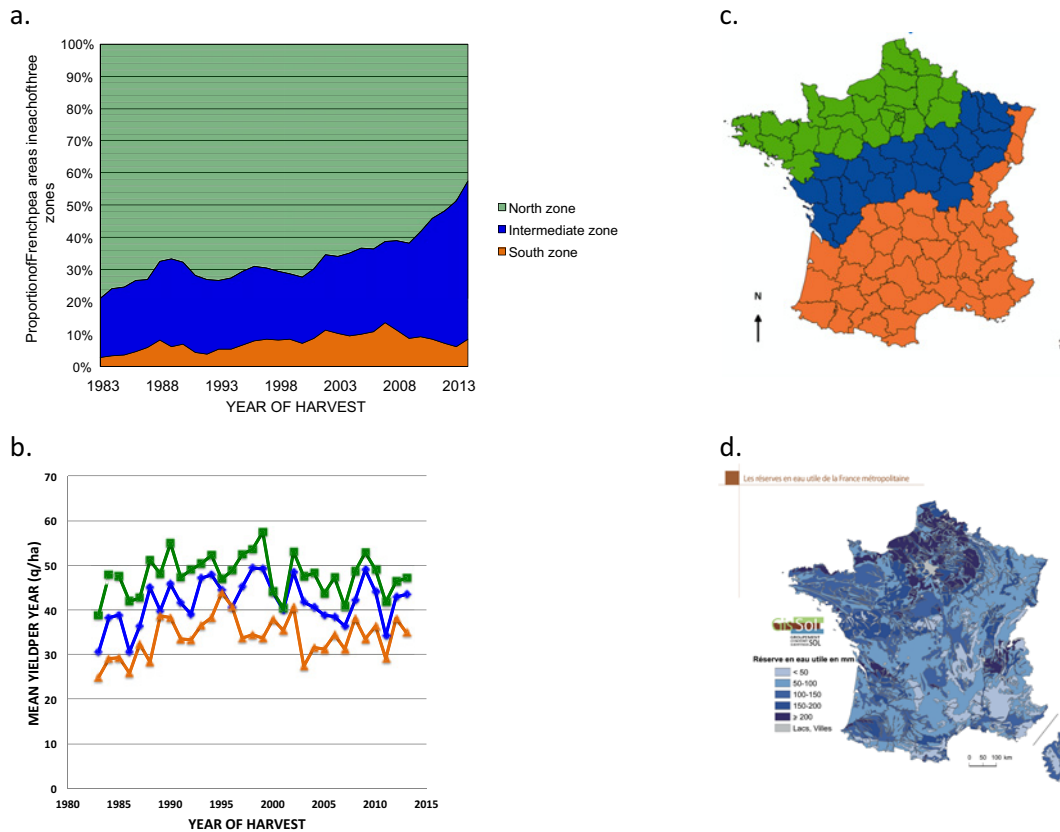 a.
100%
90%
80%
70%
60%
50%
40%
30%
20%
10%
0%
ProportionofFrenchpea areas ineachofthree
zones
1983 1988 1993 1998 2003 2008 2013
YEAR OF HARVEST
North zone
Intermediate zone
South zone
c.
N
b.
70
60
50
40
30
20
10
0
MEAN YIELDPER YEAR (q/ha)
1980 1985 1990 1995 2000 2005 2010 2015
YEAR OF HARVEST
d.
Les réserves en eau utile de la France métropolitaine
Sol
GROUPEMENT
SOL
Réserve en eau utile en mm
< 50
50-100
100-150
150-200
⩾ 200
Lacs, Villes
0 50 100 km